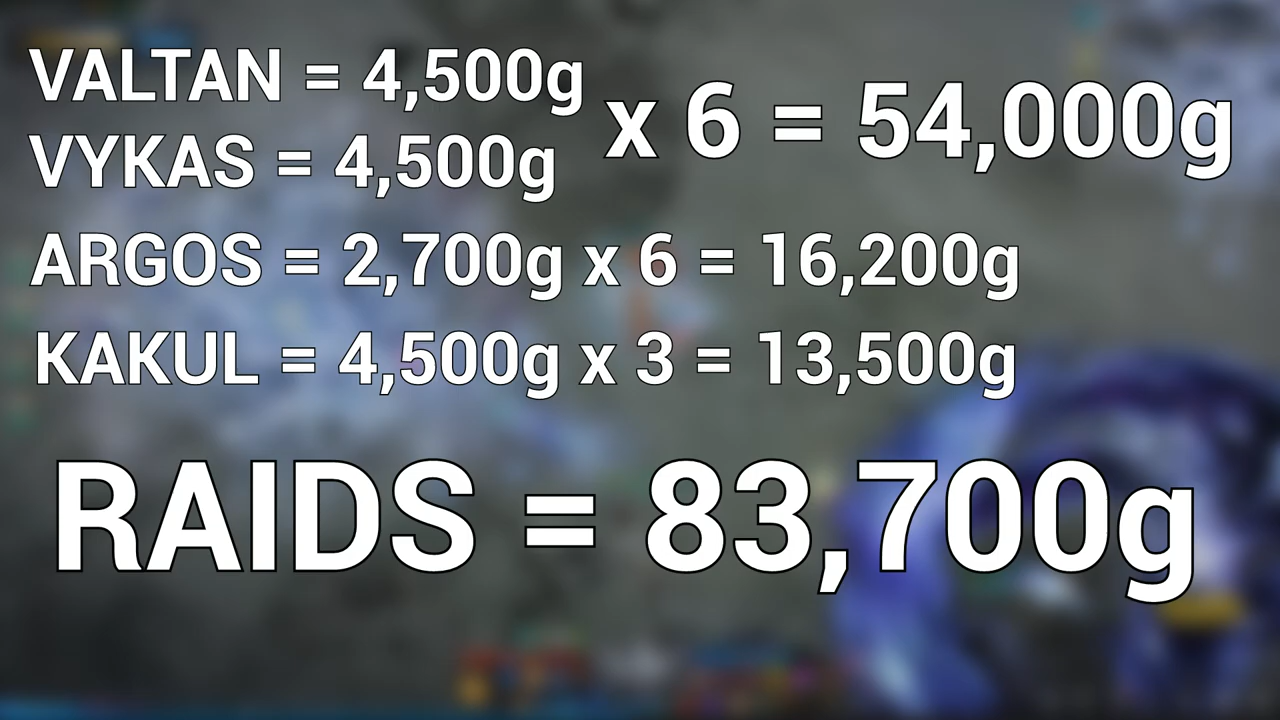 VALTAN = 4,500g
VYKAS = 4,500g
x 6 = 54,000g
ARGOS = 2,700g x 6 = 16,200g
KAKUL = 4,500g x 3 = 13,500g
RAIDS = 83,700g